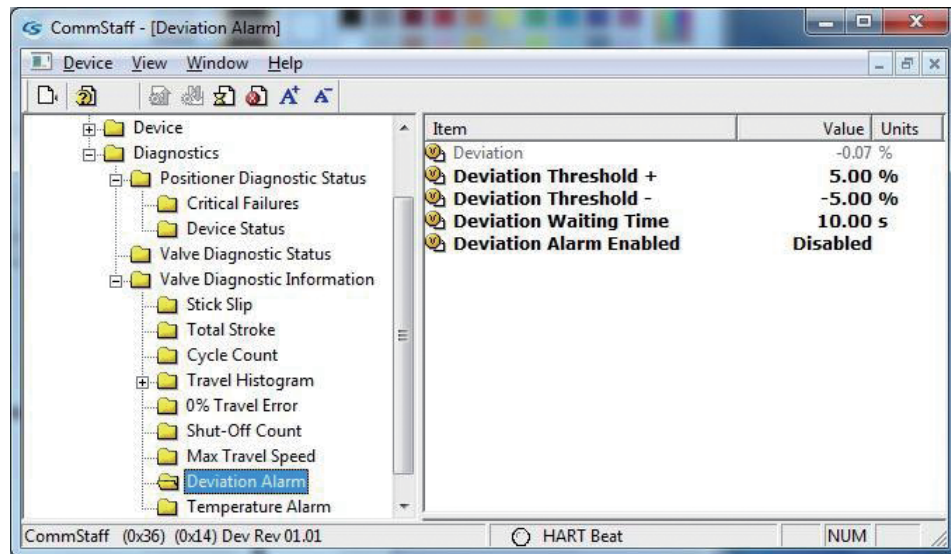 CommStaff - [Deviation Alarm]
Device View Window Help
Device
Diagnostics
Positioner Diagnostic Status
Critical Failures
Device Status
Valve Diagnostic Status
Valve Diagnostic Information
Stick Slip
Total Stroke
Cycle Count
Travel Histogram
0% Travel Error
Shut-Off Count
Max Travel Speed
Deviation Alarm
Temperature Alarm
Item Value Units
Deviation -0.07 %
Deviation Threshold + 5.00 %
Deviation Threshold - -5.00 %
Deviation Waiting Time 10.00 s
Deviation Alarm Enabled Disabled
CommStaff (0x36) (0x14) Dev Rev 01.01 HART Beat NUM